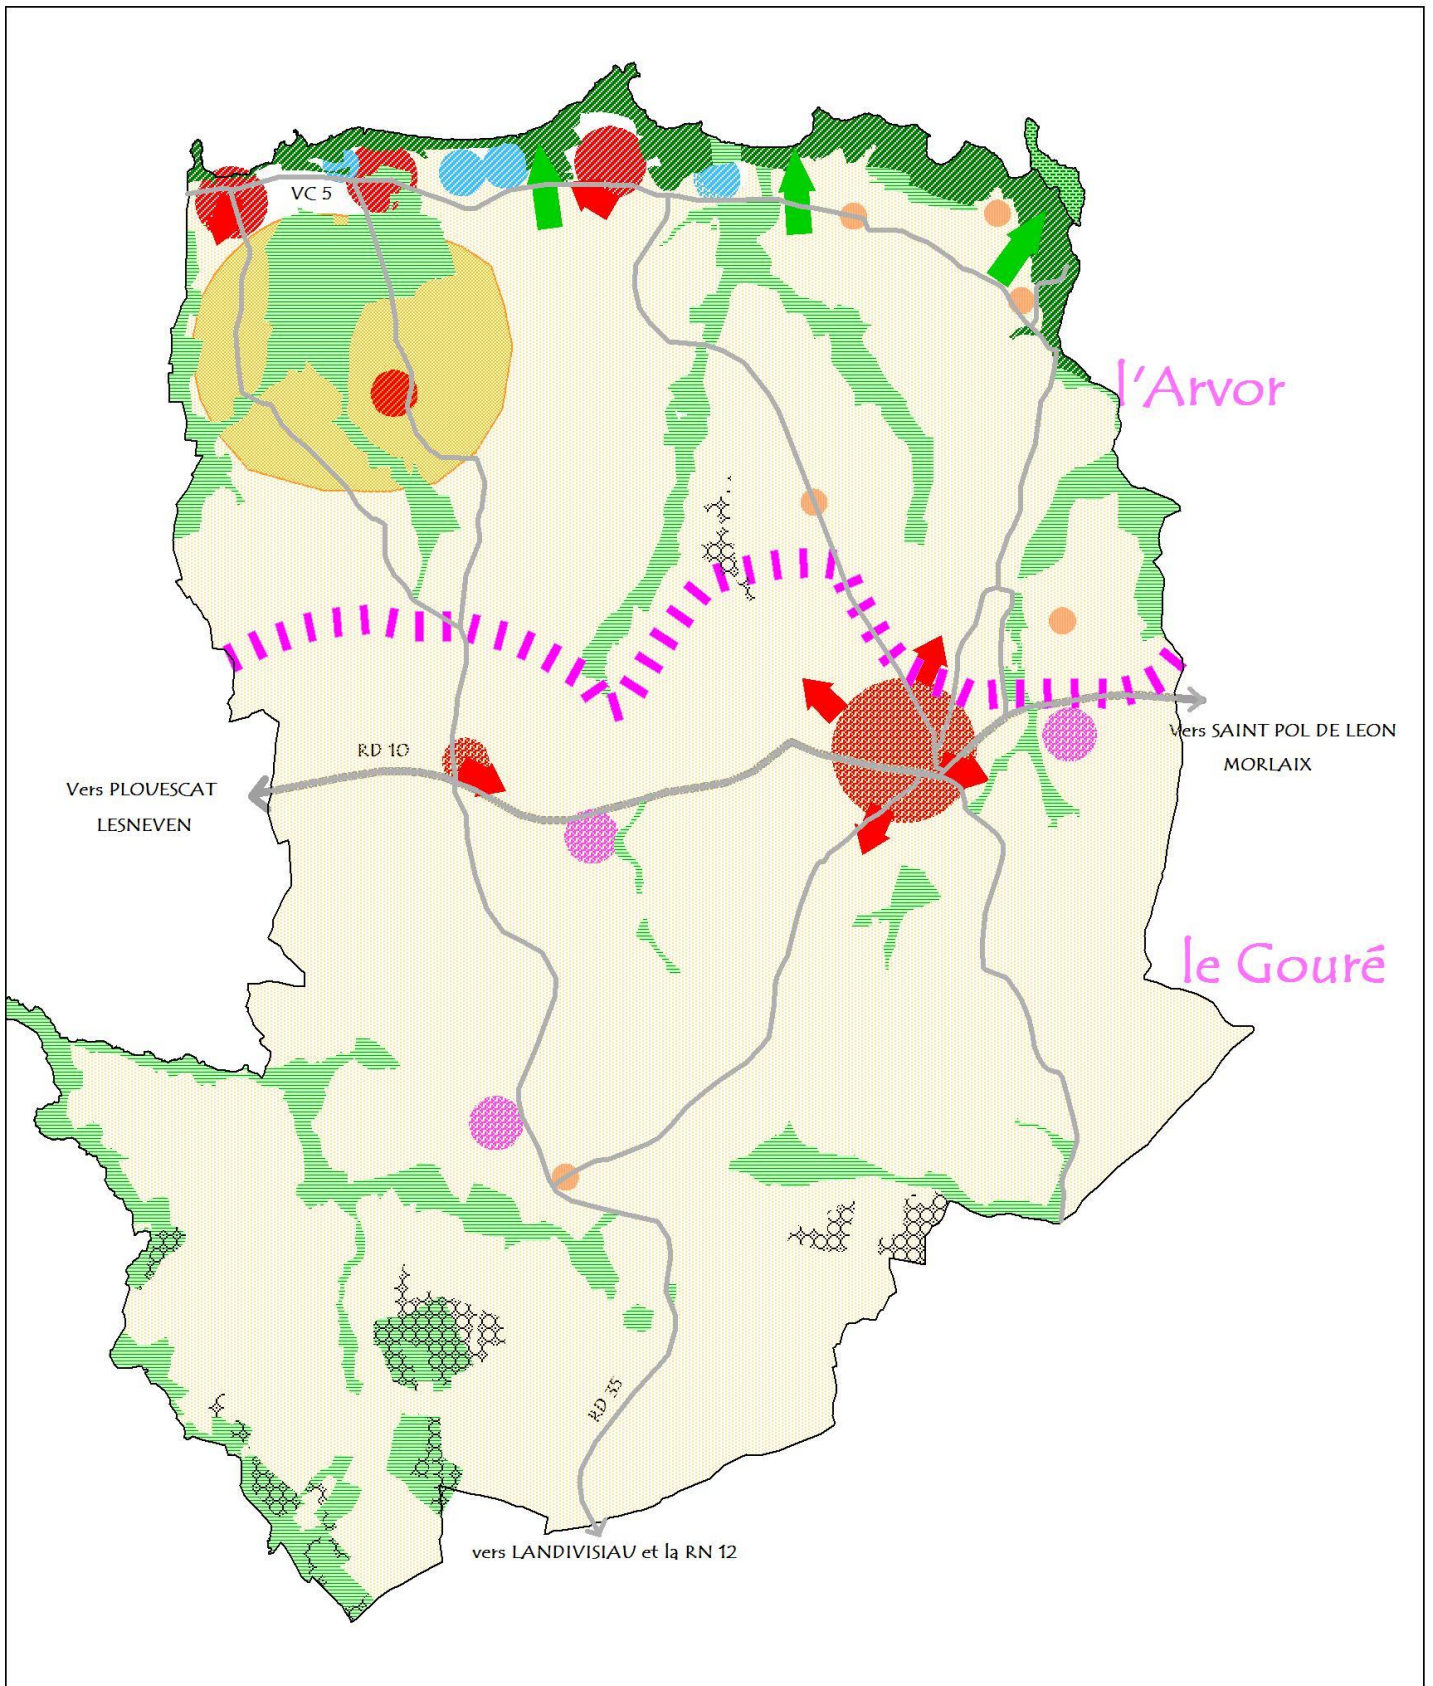 VC 5
l'Arvor
Vers SAINT POL DE LEON
MORLAIX
RD 10
Vers PLOUESCAT
LESNEVEN
le Gouré
RD 35
vers LANDIVISIAU et la RN 12